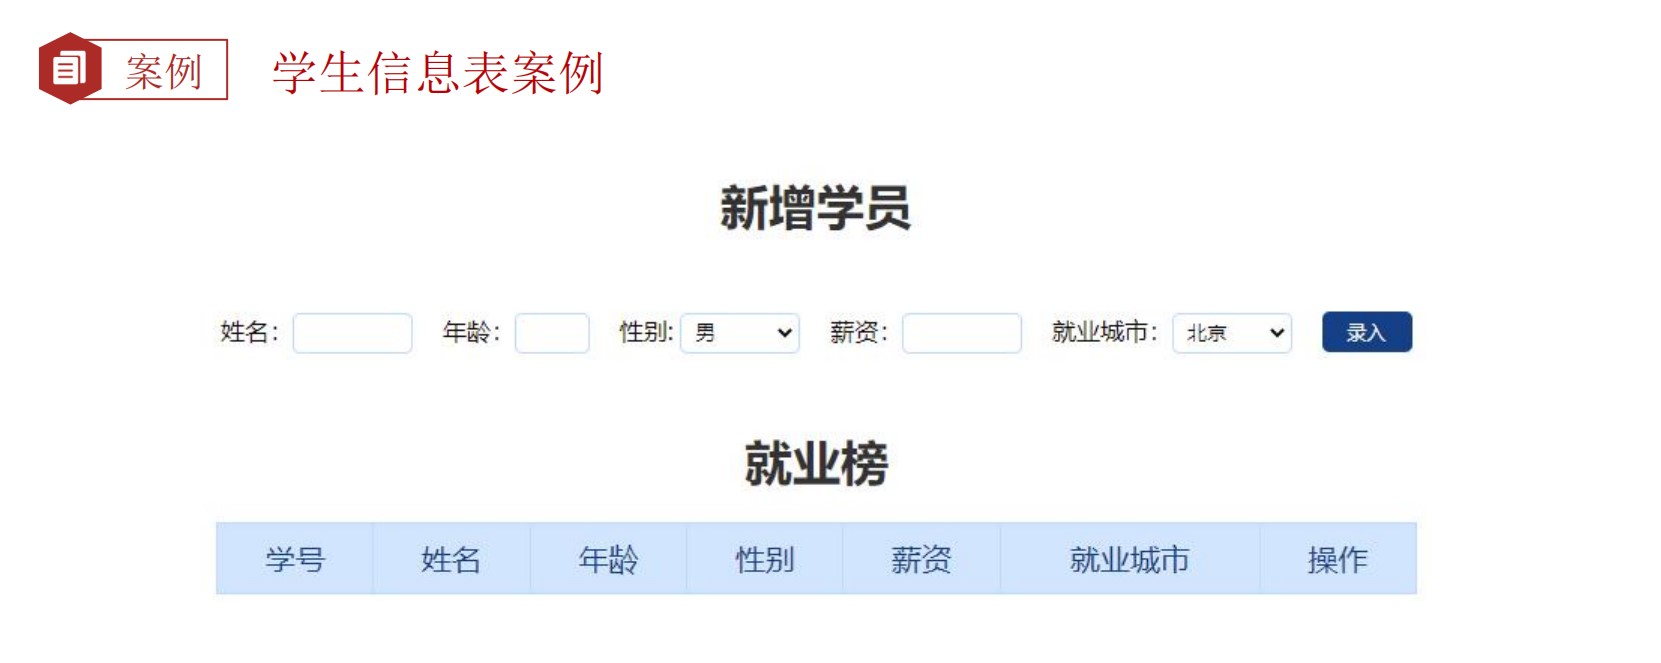 案例 学生信息表案例
新增学员
姓名： 年龄： 性别: 男 薪资： 就业城市： 北京 录入
就业榜
学号 姓名 年龄 性别 薪资 就业城市 操作